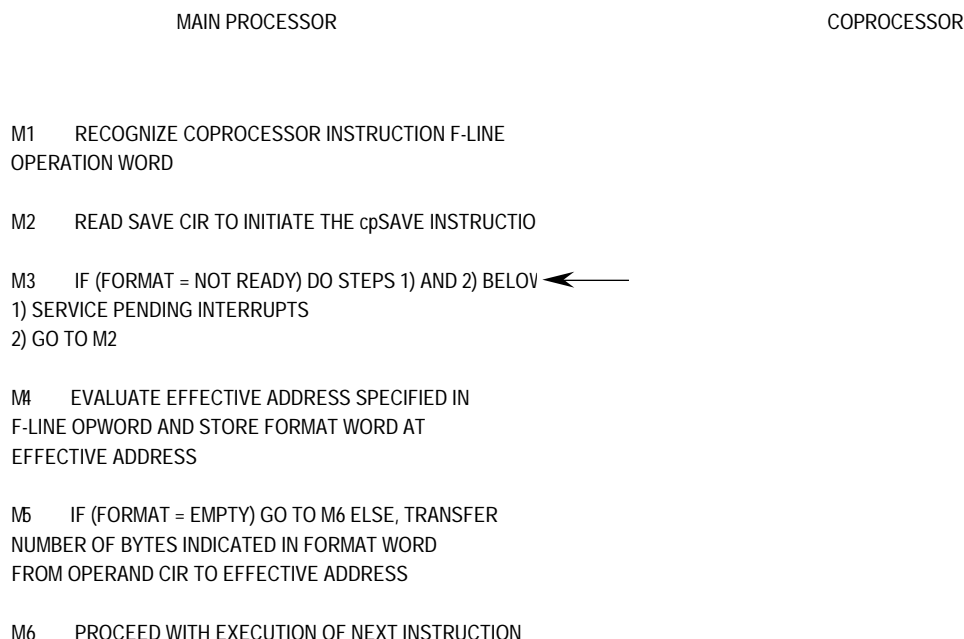 MAIN PROCESSOR COPROCESSOR
M1 RECOGNIZE COPROCESSOR INSTRUCTION F-LINE
OPERATION WORD
M2 READ SAVE CIR TO INITIATE THE cpSAVE INSTRUCTIO
M3 IF (FORMAT = NOT READY) DO STEPS 1) AND 2)
1) SERVICE PENDING INTERRUPTS
2) GO TO M2
M4 EVALUATE EFFECTIVE ADDRESS SPECIFIED IN
F-LINE OPWORD AND STORE FORMAT WORD AT
EFFECTIVE ADDRESS
M5 IF (FORMAT = EMPTY) GO TO M6 ELSE, TRANSFER
NUMBER OF BYTES INDICATED IN FORMAT WORD
FROM OPERAND CIR TO EFFECTIVE ADDRESS
M6 PROCEED WITH EXECUTION OF NEXT INSTRUCTION